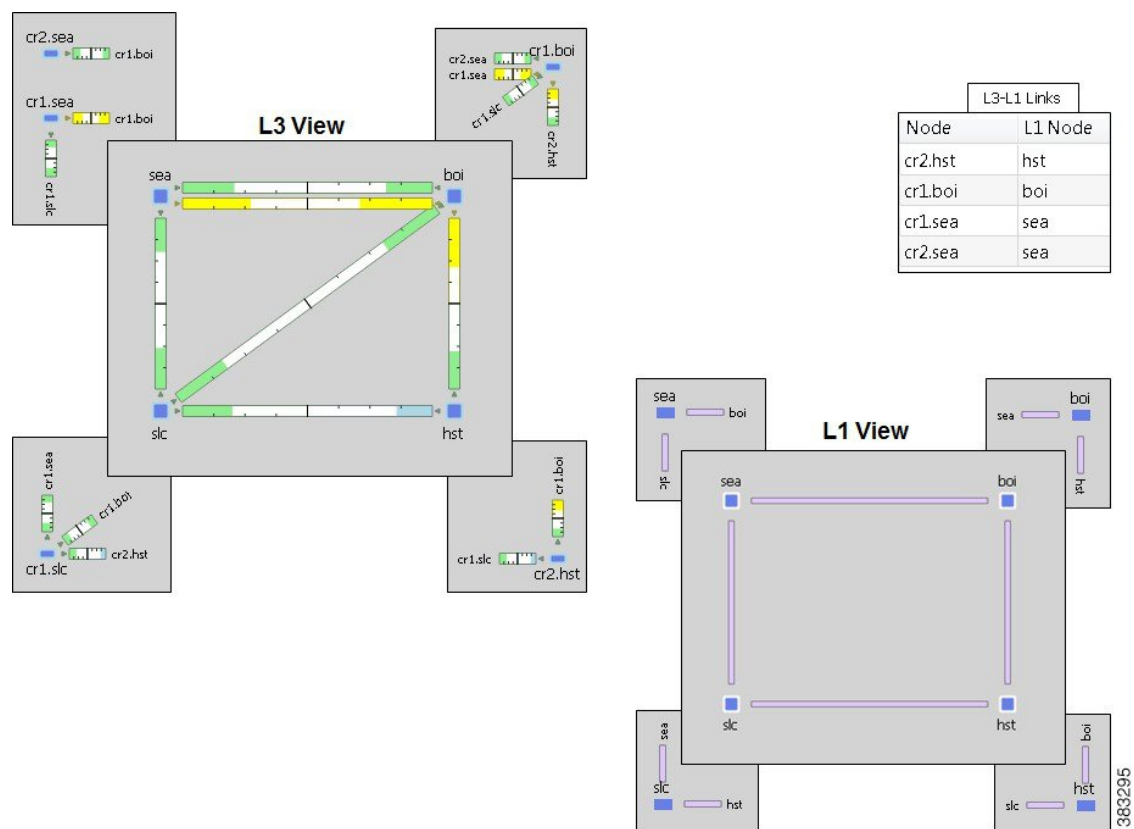 cr2.sea
cr1.boi
cr1.sea
cr1.boi
cr1.slc
L3 View
cr1.boi
cr2.sea
cr1.sea
cr1.slc
cr2.hst
sea
boi
slc
hst
cr1.sea
cr1.boi
cr2.hst
cr1.slc
cr1.boi
cr1.slc
cr2.hst
L3-L1 Links
Node L1 Node
cr2.hst hst
cr1.boi boi
cr1.sea sea
cr2.sea sea
sea
boi
slc
L1 View
boi
sea
hst
sea
boi
slc
hst
sea
slc
hst
boi
hst
slc
383295